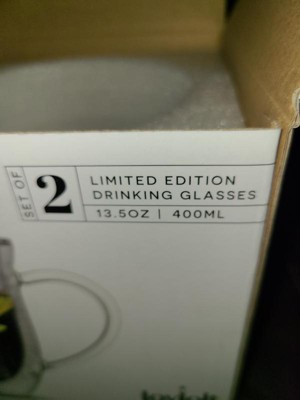 SET OF
2
LIMITED EDITION
DRINKING GLASSES
13.5OZ | 400ML